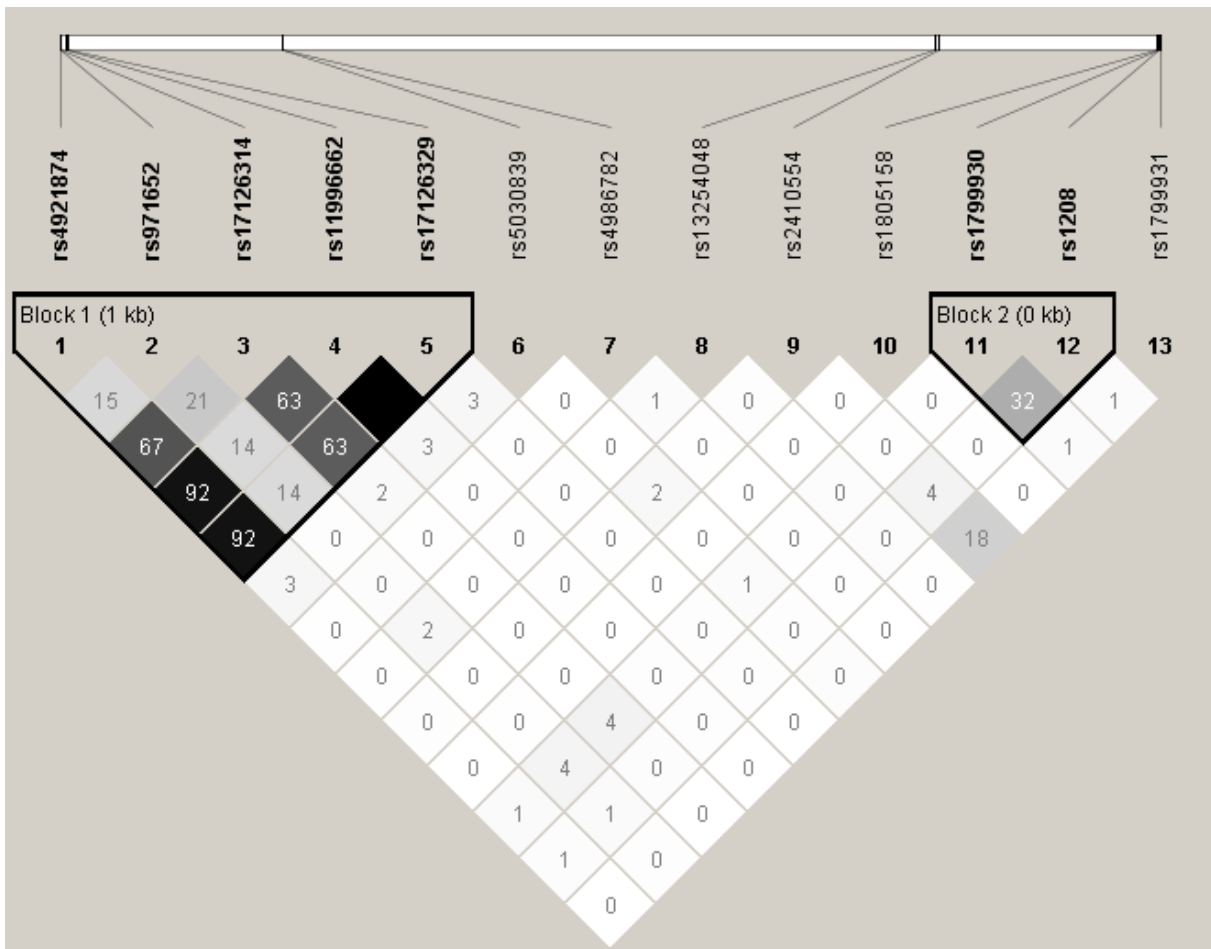 rs4921874
rs971652
rs17126314
rs11996662
rs17126329
rs5030839
rs4986782
rs13254048
rs2410554
rs1805158
rs1799930
rs1208
rs1799931
Block 1 (1 kb) Block 2 (0 kb)
1 2 3 4 5 6 7 8 9 10 11 12 13
15 21 63 3 0 1 0 0 0 32 1
67 14 63 3 0 0 0 0 0 0 1
92 14 2 0 0 2 0 0 4 0
92 0 0 0 0 0 0 0 18
3 0 0 0 0 1 0 0
0 2 0 0 0 0 0
0 0 0 0 0 0
0 0 4 0 0
0 4 0 0
1 1 0
1 0
0